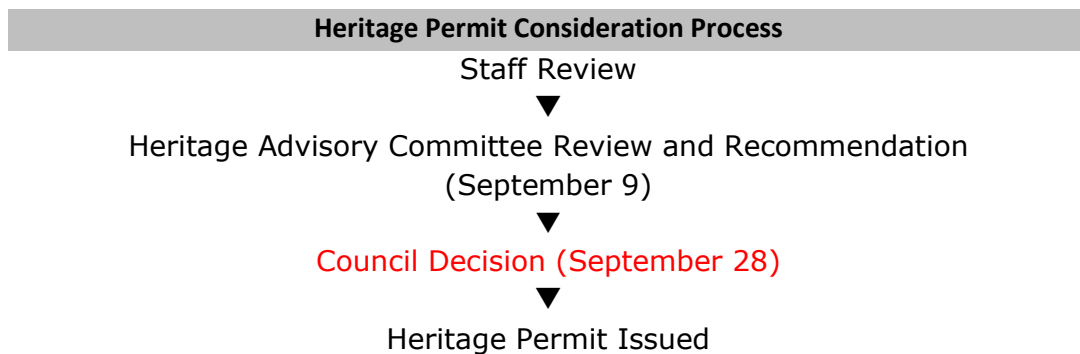 Heritage Permit Consideration Process
Staff Review
Heritage Advisory Committee Review and Recommendation
(September 9)
Council Decision (September 28)
Heritage Permit Issued